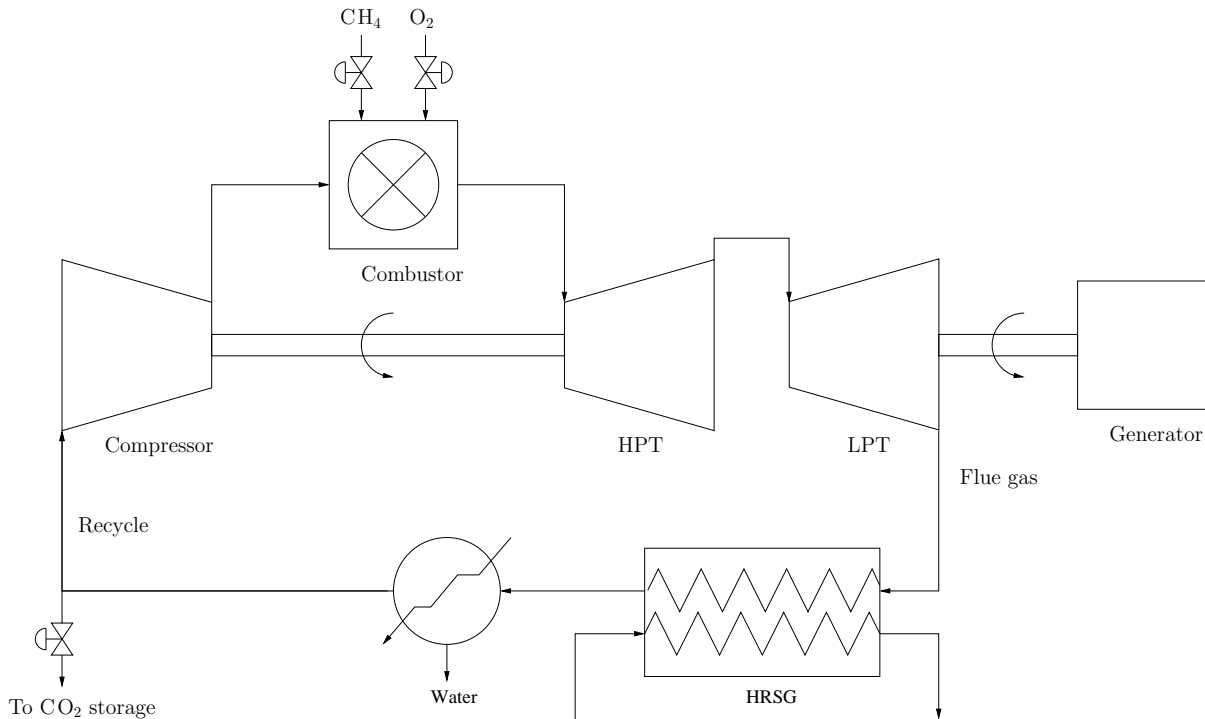 CH₄ O₂
Combustor
Compressor
HPT
LPT
Generator
Flue gas
Recycle
Water
HRSG
To CO₂ storage